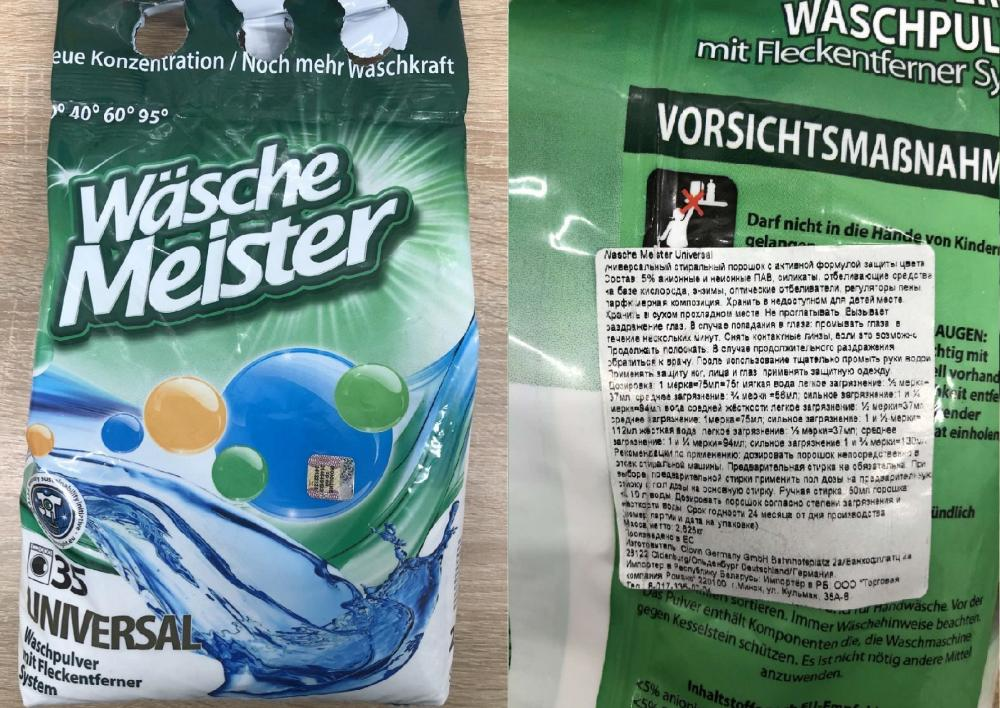 eue Konzentration / Noch mehr Waschkraft
40° 60° 95°
Wäsche
Meister
35
UNIVERSAL
Waschpulver
mit Fleckentferner
System
WASCHPUL
mit Fleckentferner Sy
VORSICHTSMAßNAHM
Darf nicht in die Hände von Kindern
gelangen
Wasche Meister Universal
универсальный стиральный порошок с активной формулой защиты цвета
Состав: 5% анионные и неионные ПАВ, силикаты, отбеливающие средства
на базе кислорода, энзимы, оптические отбеливатели, регуляторы пены
парфюмерная композиция. Хранить в недоступном для детей месте.
Хранить в сухом прохладном месте. Не проглатывать. Вызывает
раздражение глаз. В случае попадания в глаза: промывать глаза в
течение нескольких минут. Снять контактные линзы, если это возможно.
Продолжать полоскать. В случае продолжительного раздражения
обратиться к врачу. После использование тщательно промыть руки водой
Применять защиту ног, лица и глаз применять защитную одежду.
Дозировка: 1 мерка=75мл=75г мягкая вода легкое загрязнение: ½ мерки=
37мл среднее загрязнение: ¾ мерки =56мл; сильное загрязнение: 1 и ¼
мерки=94мл вода средней жёсткости легкое загрязнение: ½ мерки=37мл
среднее загрязнение: 1мерка=75мл; сильное загрязнение: 1 и ½ мерки=
112мл жёсткая вода легкое загрязнение: ½ мерки=37мл; среднее
загрязнение: 1 и ¼ мерки=94мл; сильное загрязнение 1 и ¾ мерки=130мл
Рекомендации по применению: дозировать порошок непосредственно в
отсек стиральной машины. Предварительная стирка не обязательна. При
выборе предварительной стирки применить пол дозы на предварительную
стирку и пол дозы на основную стирку. Ручная стирка: 50мл порошка
на 10 л воды. Дозировать порошок согласно степени загрязнения и
жесткости воды. Срок годности 24 месяца от дня производства
(номер партии и дата на упаковке)
Масса нетто: 2,625кг
Произведено в ЕС
Изготовитель Clovin Germany GmbH Bahnhofsplatz 2a/Банхофплатц 2а
26122 Oldenburg/Ольденбург Deutschland/Германия.
Импортер в Республику Беларусь: Импортёр в РБ ООО "Торговая
компания Ромакс" 220100 г.Минск, ул. Кульман, 35А-8
AUGEN:
htig mit
ell vorhand
hkeit entfe
ender
at einholen
ündlich
sortieren. Immer Wäschehinweise beachten.
Handwäsche. Vor der
Das Pulver enthält Komponenten die, die Waschmaschine
gegen Kesselstein schützen. Es ist nicht nötig andere Mittel
anzuwenden.
Inhaltsstoffe
<5% anion